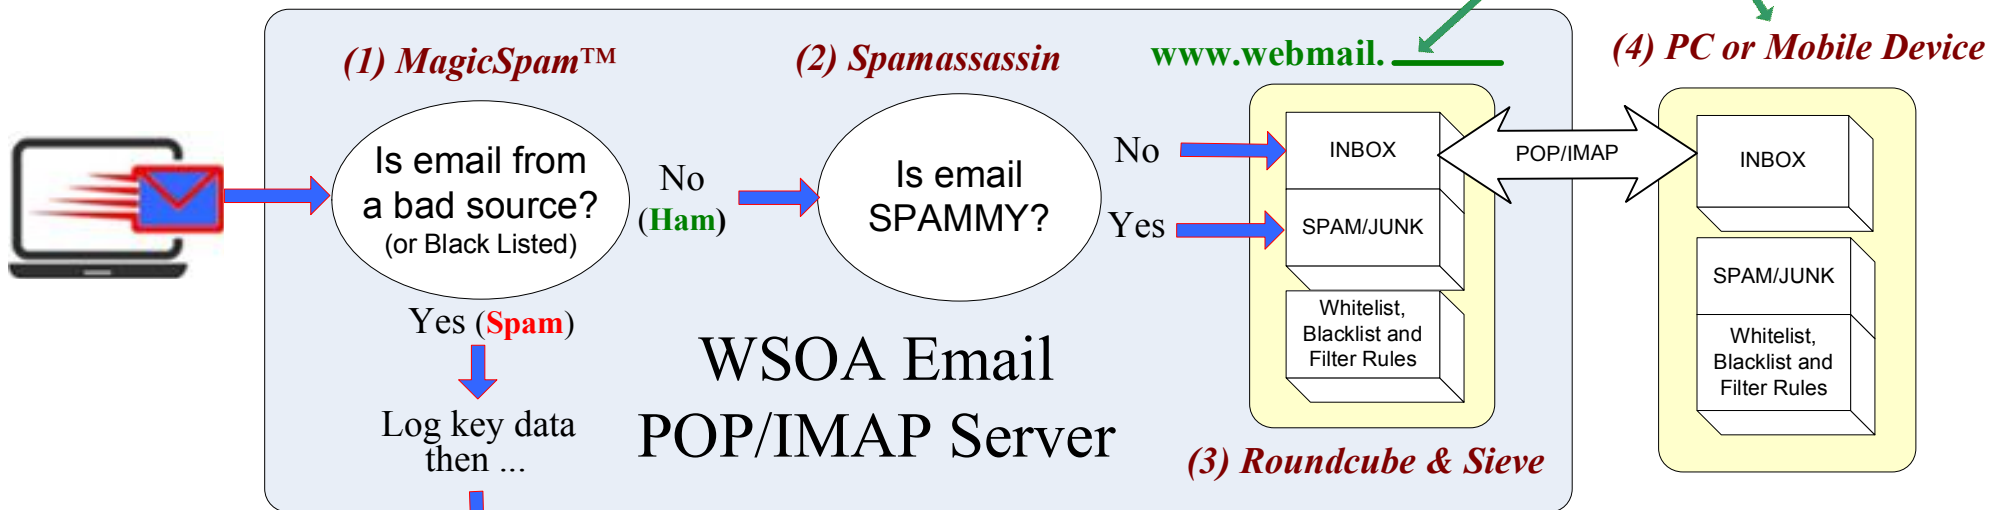 (1) MagicSpam™
(2) Spamassassin
www.webmail.
(4) PC or Mobile Device
Is email from
a bad source?
(or Black Listed)
No
(Ham)
Is email
SPAMMY?
No
Yes
INBOX
SPAM/JUNK
Whitelist,
Blacklist and
Filter Rules
POP/IMAP
INBOX
SPAM/JUNK
Whitelist,
Blacklist and
Filter Rules
Yes (Spam)
Log key data
then ...
WSOA Email
POP/IMAP Server
(3) Roundcube & Sieve